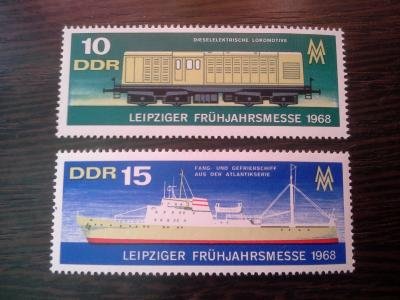 10
DDR
DIESELELEKTRISCHE LOKOMOTIVE
MM
LEIPZIGER FRÜHJAHRSMESSE 1968
DDR 15
FANG- UND GEFRIERSCHIFF
AUS DER ATLANTIKSERIE
MM
LEIPZIGER FRÜHJAHRSMESSE 1968